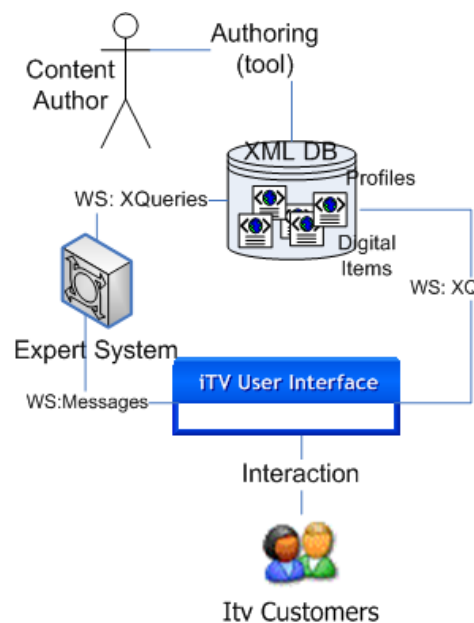 Authoring
(tool)
Content
Author
XML DB
Profiles
WS: XQueries
Digital
Items
WS: XQ
Expert System
iTV User Interface
WS:Messages
Interaction
Itv Customers